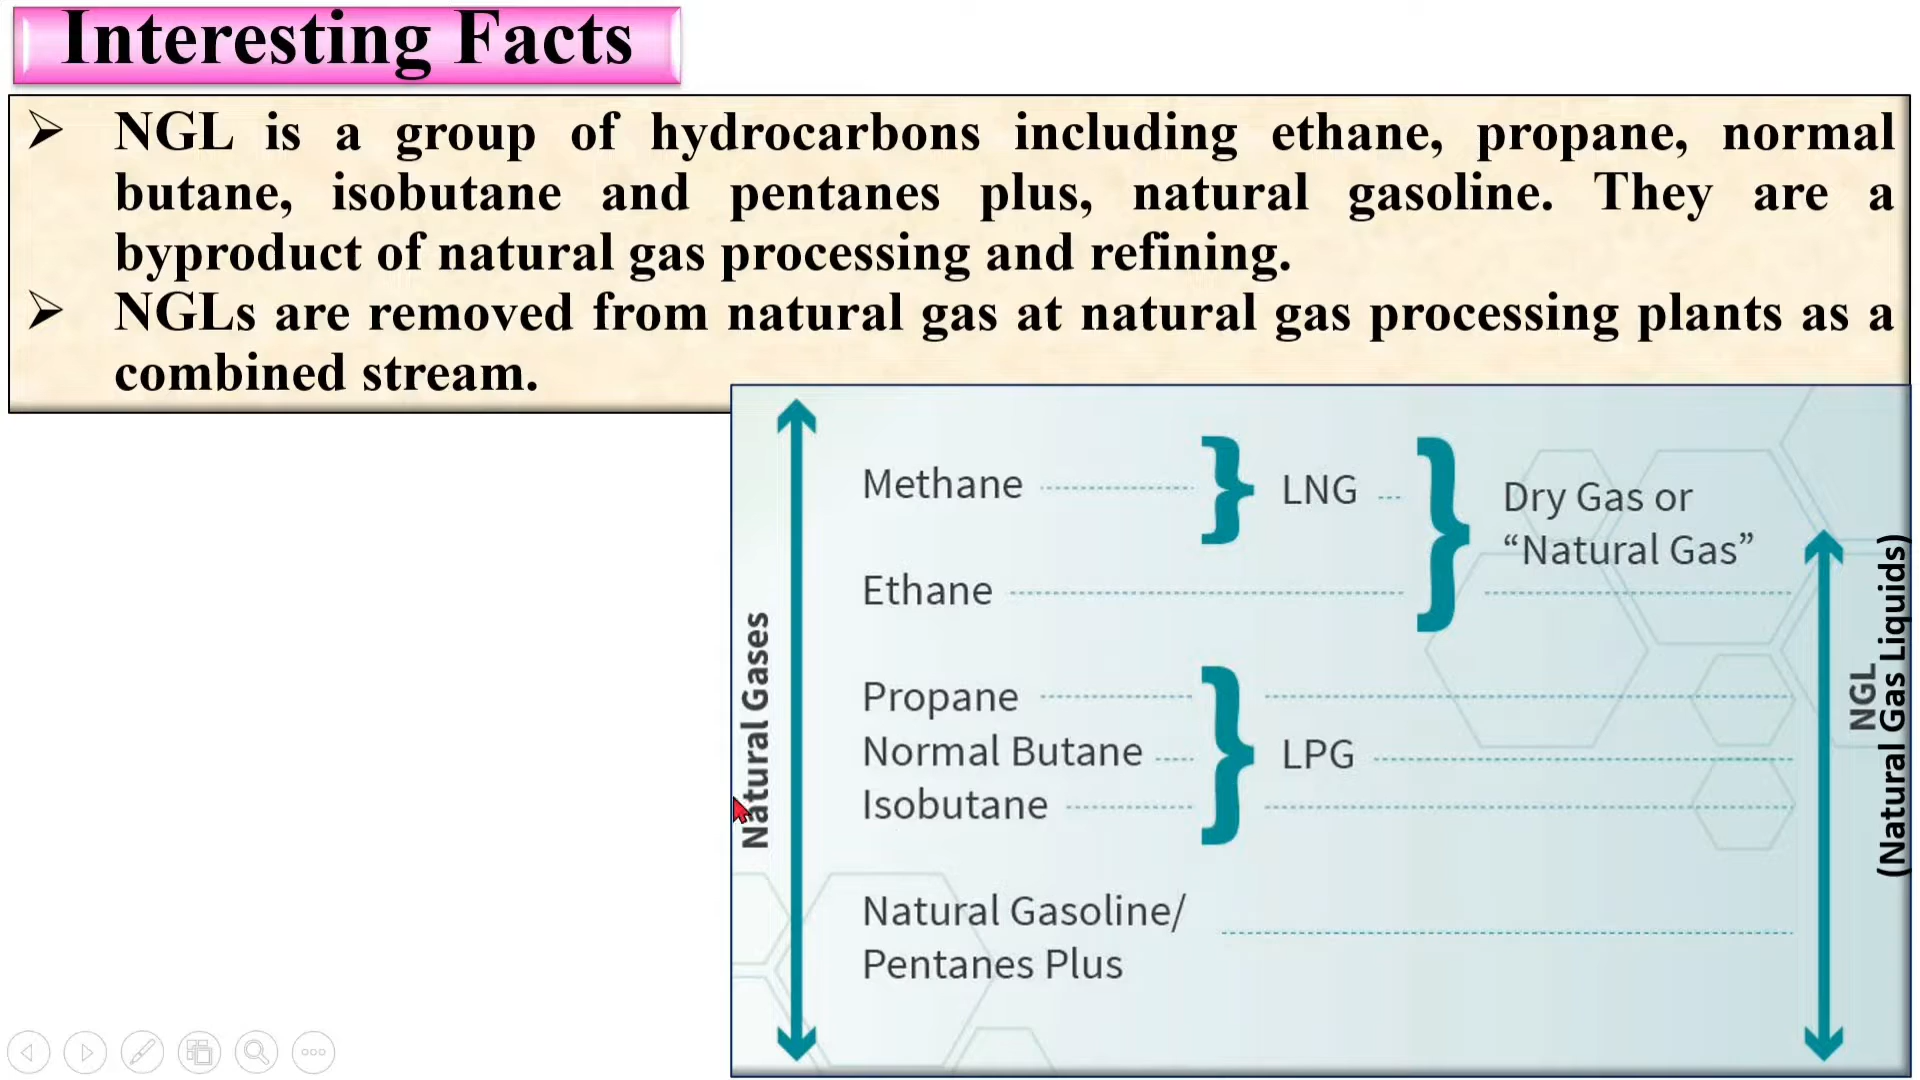 Interesting Facts
➢ NGL is a group of hydrocarbons including ethane, propane, normal
butane, isobutane and pentanes plus, natural gasoline. They are a
byproduct of natural gas processing and refining.
➢ NGLs are removed from natural gas at natural gas processing plants as a
combined stream.
Natural Gases
Methane
LNG
Dry Gas or
“Natural Gas”
Ethane
Propane
Normal Butane
LPG
Isobutane
Natural Gasoline/
Pentanes Plus
NGL
(Natural Gas Liquids)